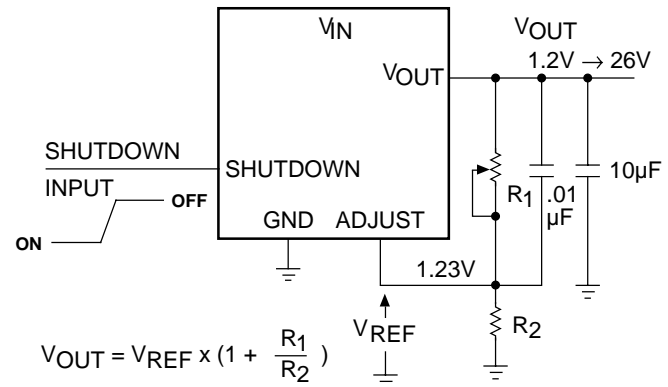 VIN
VOUT
1.2V → 26V
VOUT
SHUTDOWN
SHUTDOWN
INPUT
OFF
ON
GND
ADJUST
R1
.01
µF
10µF
1.23V
VREF
R2
VOUT = VREF x (1 + R1/R2 )